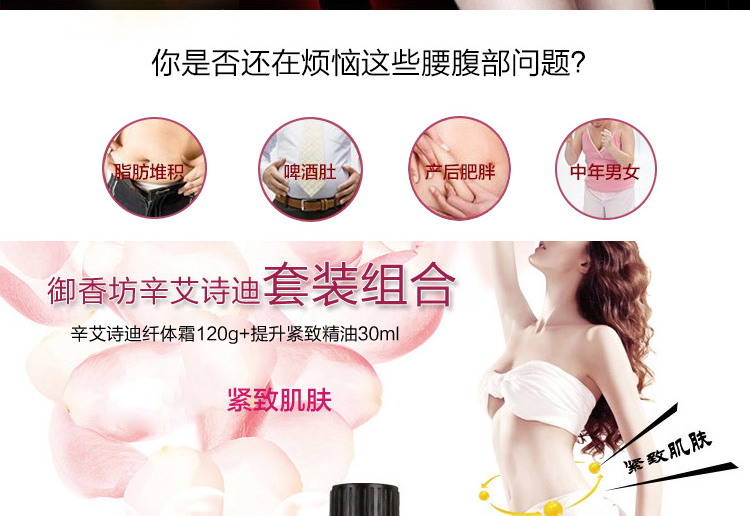 你是否还在烦恼这些腰腹部问题?
脂肪堆积
啤酒肚
产后肥胖
中年男女
御香坊辛艾诗迪套装组合
辛艾诗迪纤体霜120g+提升紧致精油30ml
紧致肌肤
紧致肌肤